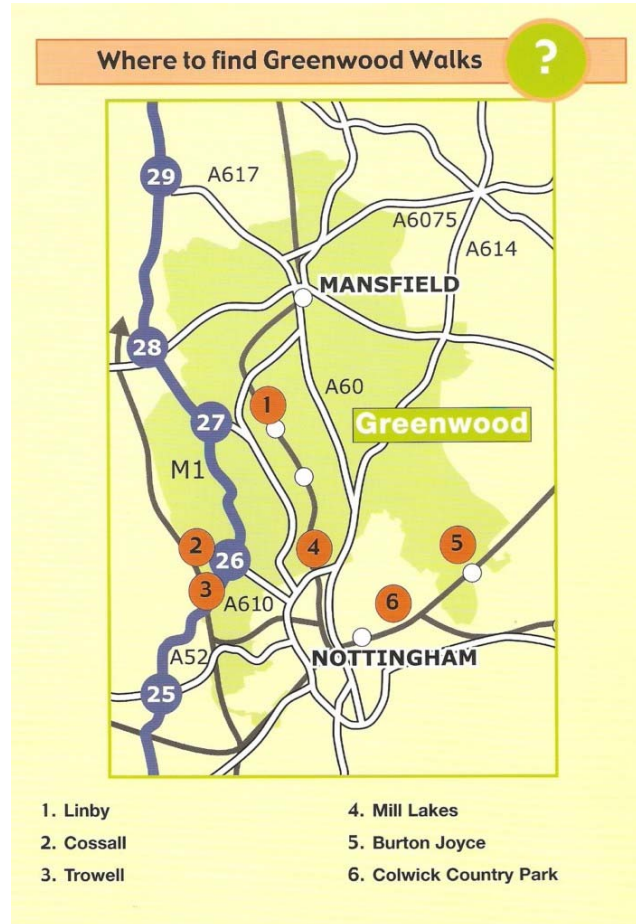 Where to find Greenwood Walks
?
29
A617
A6075
A614
MANSFIELD
28
A60
1
27
Greenwood
M1
2
26
4
5
3
A610
6
A52
NOTTINGHAM
25
1. Linby
2. Cossall
3. Trowell
4. Mill Lakes
5. Burton Joyce
6. Colwick Country Park